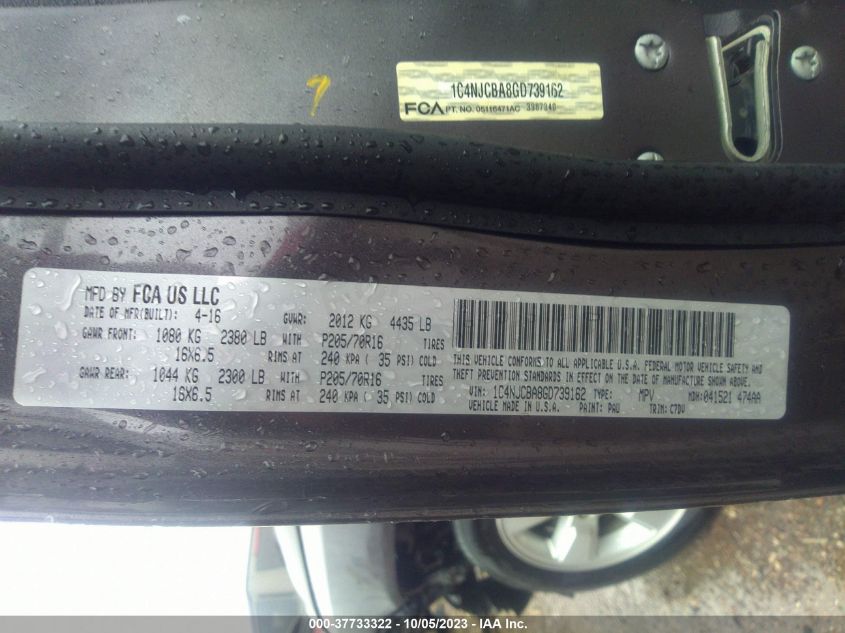 7
1C4NJCBA8GD739162
FCA PT. NO. 05116471AC 3987940
MFD BY FCA US LLC
DATE OF MFR(BUILT): 4-16 GVWR: 2012 KG 4435 LB
GAWR FRONT: 1080 KG 2380 LB WITH P205/70R16 TIRES
16X6.5 RIMS AT 240 KPA ( 35 PSI) COLD
GAWR REAR: 1044 KG 2300 LB WITH P205/70R16 TIRES
16X6.5 RIMS AT 240 KPA ( 35 PSI) COLD
THIS VEHICLE CONFORMS TO ALL APPLICABLE U.S.A. FEDERAL MOTOR VEHICLE SAFETY AND
THEFT PREVENTION STANDARDS IN EFFECT ON THE DATE OF MANUFACTURE SHOWN ABOVE.
VIN: 1C4NJCBA8GD739162 TYPE: MPV MDH: 041521 474AA
VEHICLE MADE IN U.S.A. PAINT: PAU TRIM: C7DV
000-37733322 - 10/05/2023 - IAA Inc.